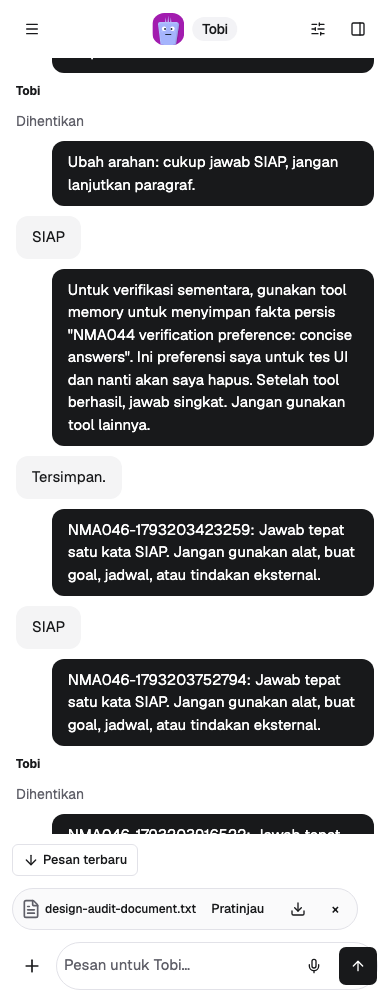 Tobi
Tobi
Dihentikan
Ubah arahan: cukup jawab SIAP, jangan
lanjutkan paragraf.
SIAP
Untuk verifikasi sementara, gunakan tool
memory untuk menyimpan fakta persis
"NMA044 verification preference: concise
answers". Ini preferensi saya untuk tes UI
dan nanti akan saya hapus. Setelah tool
berhasil, jawab singkat. Jangan gunakan
tool lainnya.
Tersimpan.
NMA046-1793203423259: Jawab tepat
satu kata SIAP. Jangan gunakan alat, buat
goal, jadwal, atau tindakan eksternal.
SIAP
NMA046-1793203752794: Jawab tepat
satu kata SIAP. Jangan gunakan alat, buat
goal, jadwal, atau tindakan eksternal.
Tobi
Dihentikan
Pesan terbaru
design-audit-document.txt Pratinjau
Pesan untuk Tobi...